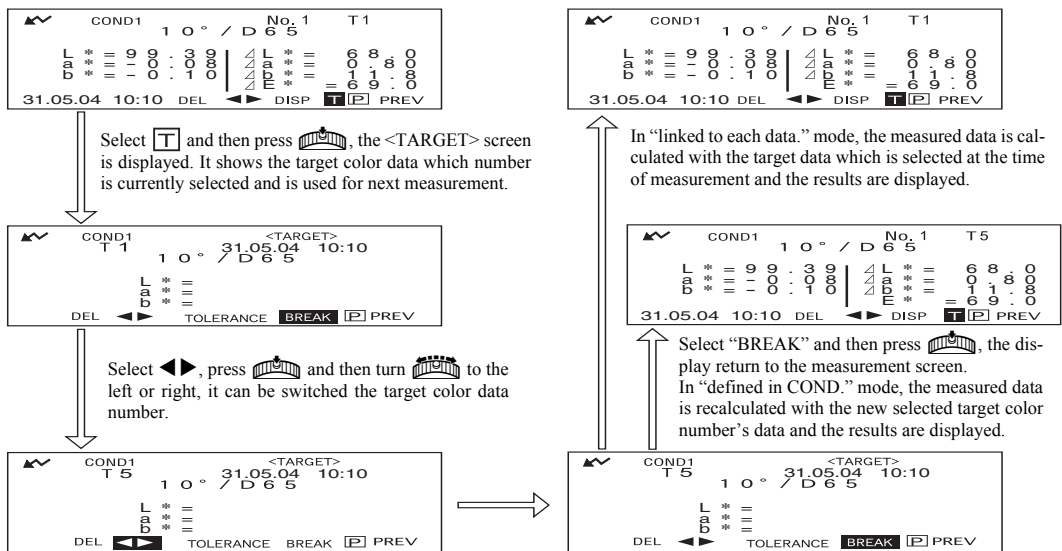 COND1 No. 1 T1
10°/D65
L * = 99.39 ⊿L * = 68.0
a * = - 0.08 ⊿a * = 0.80
b * = - 0.10 ⊿b * = 11.8
⊿E * = 69.0
31.05.04 10:10 DEL ◀▶ DISP T P PREV
Select T and then press , the <TARGET> screen
is displayed. It shows the target color data which number
is currently selected and is used for next measurement.
COND1 <TARGET>
T 1 31.05.04 10:10
10°/D65
L * =
a * =
b * =
DEL ◀▶ TOLERANCE BREAK P PREV
Select ◀▶, press and then turn to the
left or right, it can be switched the target color data
number.
COND1 <TARGET>
T 5 31.05.04 10:10
10°/D65
L * =
a * =
b * =
DEL ◀▶ TOLERANCE BREAK P PREV
COND1 No. 1 T1
10°/D65
L * = 99.39 ⊿L * = 68.0
a * = - 0.08 ⊿a * = 0.80
b * = - 0.10 ⊿b * = 11.8
⊿E * = 69.0
31.05.04 10:10 DEL ◀▶ DISP T P PREV
In “linked to each data.” mode, the measured data is cal-
culated with the target data which is selected at the time
of measurement and the results are displayed.
COND1 No. 1 T5
10°/D65
L * = 99.39 ⊿L * = 68.0
a * = - 0.08 ⊿a * = 0.80
b * = - 0.10 ⊿b * = 11.8
E * = 69.0
31.05.04 10:10 DEL ◀▶ DISP T P PREV
Select “BREAK” and then press , the dis-
play return to the measurement screen.
In “defined in COND.” mode, the measured data
is recalculated with the new selected target color
number’s data and the results are displayed.
COND1 <TARGET>
T 5 31.05.04 10:10
10°/D65
L * =
a * =
b * =
DEL ◀▶ TOLERANCE BREAK P PREV